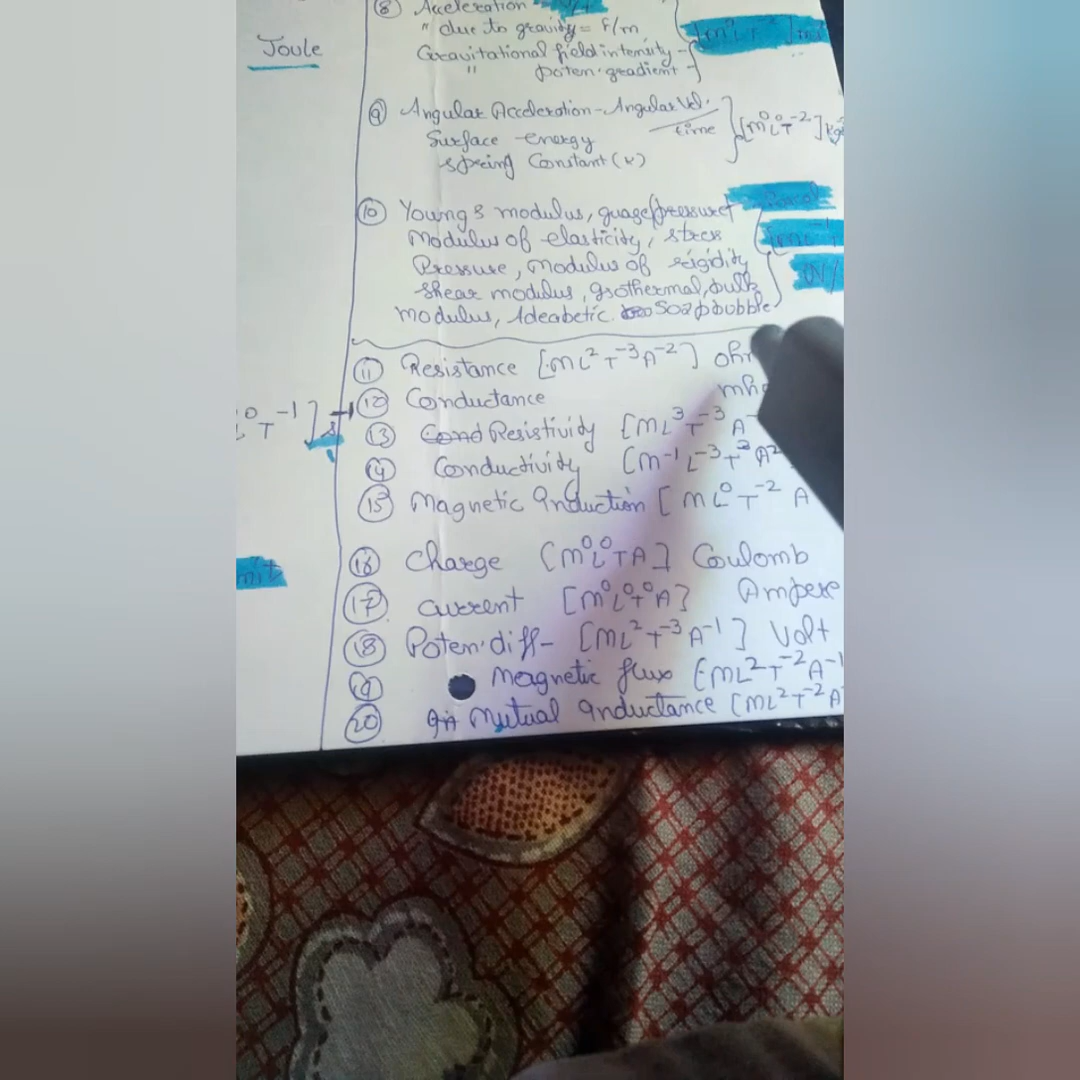 Joule
⑧ Acceleration = V/t
" due to gravity = F/m
Gravitational field intensity -
" poten. gradient -
⑨ Angular Acceleration - Angular Vel. / time
Surface energy
spring Constant (k)
[M⁰L⁰T⁻²]
⑩ Young's modulus, guage pressure
Modulus of elasticity, stress
Pressure, Modulus of rigidity
shear modulus, isothermal, bulk
modulus, Adeabetic Soap bubble
⑪ Resistance [ML²T⁻³A⁻²] ohm
⑫ Conductance
T⁻¹]
⑬ Resistivity [ML³T⁻³A⁻
⑭ Conductivity [M⁻¹L⁻³T³A²
⑮ Magnetic Induction [ML⁰T⁻²A
⑯ Charge [M⁰L⁰TA] Coulomb
⑰ current [M⁰L⁰T⁰A] Ampere
⑱ Poten. diff - [ML²T⁻³A⁻¹] Volt
⑲ Magnetic flux [ML²T⁻²A⁻¹
⑳ Mutual Inductance [ML²T⁻²A